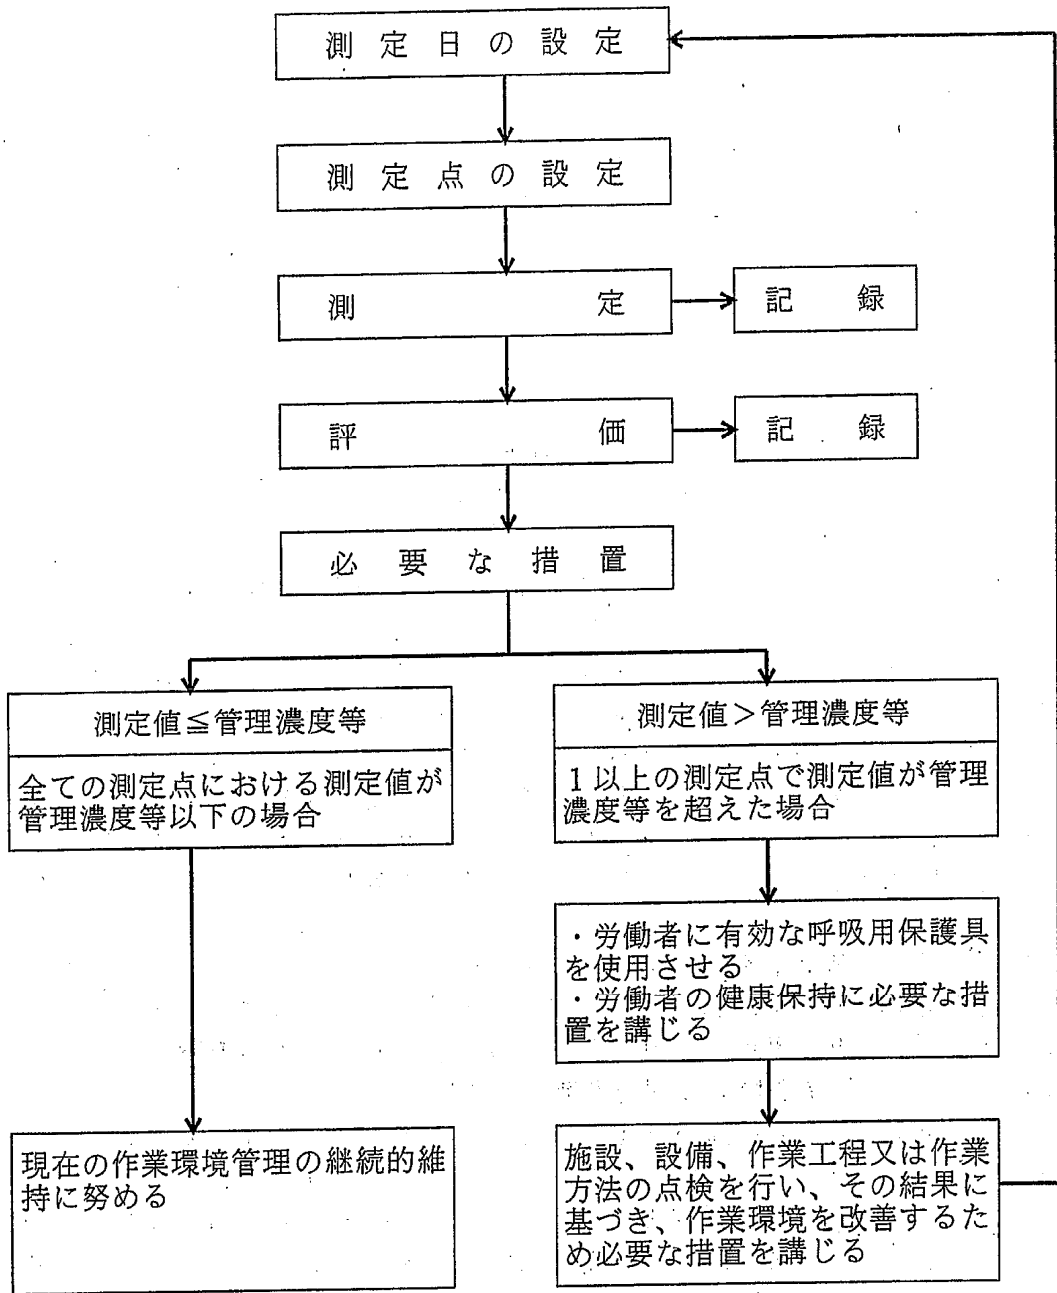 測定日の設定
測定点の設定
測定
記録
評価
記録
必要な措置
測定値≦管理濃度等
全ての測定点における測定値が
管理濃度等以下の場合
測定値＞管理濃度等
１以上の測定点で測定値が管理
濃度等を超えた場合
・労働者に有効な呼吸用保護具
を使用させる
・労働者の健康保持に必要な措
置を講じる
現在の作業環境管理の継続的維
持に努める
施設、設備、作業工程又は作業
方法の点検を行い、その結果に
基づき、作業環境を改善するた
め必要な措置を講じる